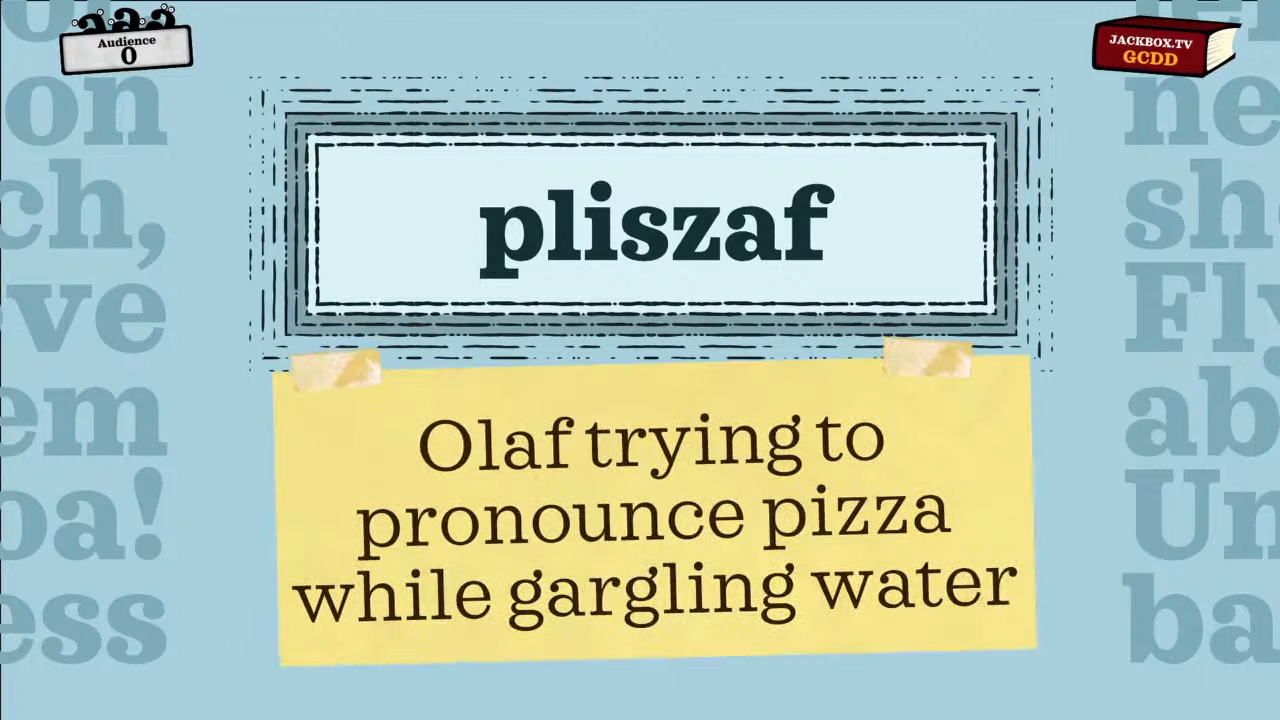 Audience
0
JACKBOX.TV
GCDD
pliszaf
Olaf trying to
pronounce pizza
while gargling water